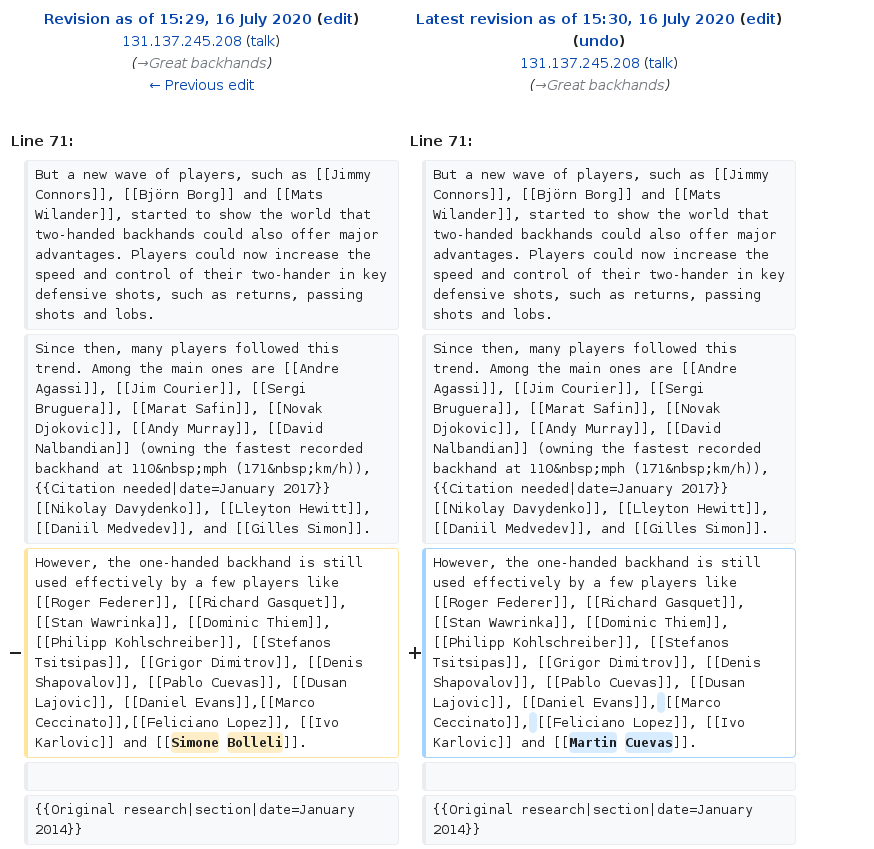 Revision as of 15:29, 16 July 2020 (edit)
131.137.245.208 (talk)
(→Great backhands)
← Previous edit
Latest revision as of 15:30, 16 July 2020 (edit)
(undo)
131.137.245.208 (talk)
(→Great backhands)
Line 71:
Line 71:
But a new wave of players, such as [[Jimmy
Connors]], [[Björn Borg]] and [[Mats
Wilander]], started to show the world that
two-handed backhands could also offer major
advantages. Players could now increase the
speed and control of their two-hander in key
defensive shots, such as returns, passing
shots and lobs.
But a new wave of players, such as [[Jimmy
Connors]], [[Björn Borg]] and [[Mats
Wilander]], started to show the world that
two-handed backhands could also offer major
advantages. Players could now increase the
speed and control of their two-hander in key
defensive shots, such as returns, passing
shots and lobs.
Since then, many players followed this
trend. Among the main ones are [[Andre
Agassi]], [[Jim Courier]], [[Sergi
Bruguera]], [[Marat Safin]], [[Novak
Djokovic]], [[Andy Murray]], [[David
Nalbandian]] (owning the fastest recorded
backhand at 110&nbsp;mph (171&nbsp;km/h)),
{{Citation needed|date=January 2017}}
[[Nikolay Davydenko]], [[Lleyton Hewitt]],
[[Daniil Medvedev]], and [[Gilles Simon]].
Since then, many players followed this
trend. Among the main ones are [[Andre
Agassi]], [[Jim Courier]], [[Sergi
Bruguera]], [[Marat Safin]], [[Novak
Djokovic]], [[Andy Murray]], [[David
Nalbandian]] (owning the fastest recorded
backhand at 110&nbsp;mph (171&nbsp;km/h)),
{{Citation needed|date=January 2017}}
[[Nikolay Davydenko]], [[Lleyton Hewitt]],
[[Daniil Medvedev]], and [[Gilles Simon]].
−
However, the one-handed backhand is still
used effectively by a few players like
[[Roger Federer]], [[Richard Gasquet]],
[[Stan Wawrinka]], [[Dominic Thiem]],
[[Philipp Kohlschreiber]], [[Stefanos
Tsitsipas]], [[Grigor Dimitrov]], [[Denis
Shapovalov]], [[Pablo Cuevas]], [[Dusan
Lajovic]], [[Daniel Evans]],[[Marco
Ceccinato]],[[Feliciano Lopez]], [[Ivo
Karlovic]] and [[Simone Bolleli]].
+
However, the one-handed backhand is still
used effectively by a few players like
[[Roger Federer]], [[Richard Gasquet]],
[[Stan Wawrinka]], [[Dominic Thiem]],
[[Philipp Kohlschreiber]], [[Stefanos
Tsitsipas]], [[Grigor Dimitrov]], [[Denis
Shapovalov]], [[Pablo Cuevas]], [[Dusan
Lajovic]], [[Daniel Evans]], [[Marco
Ceccinato]], [[Feliciano Lopez]], [[Ivo
Karlovic]] and [[Martin Cuevas]].
{{Original research|section|date=January
2014}}
{{Original research|section|date=January
2014}}